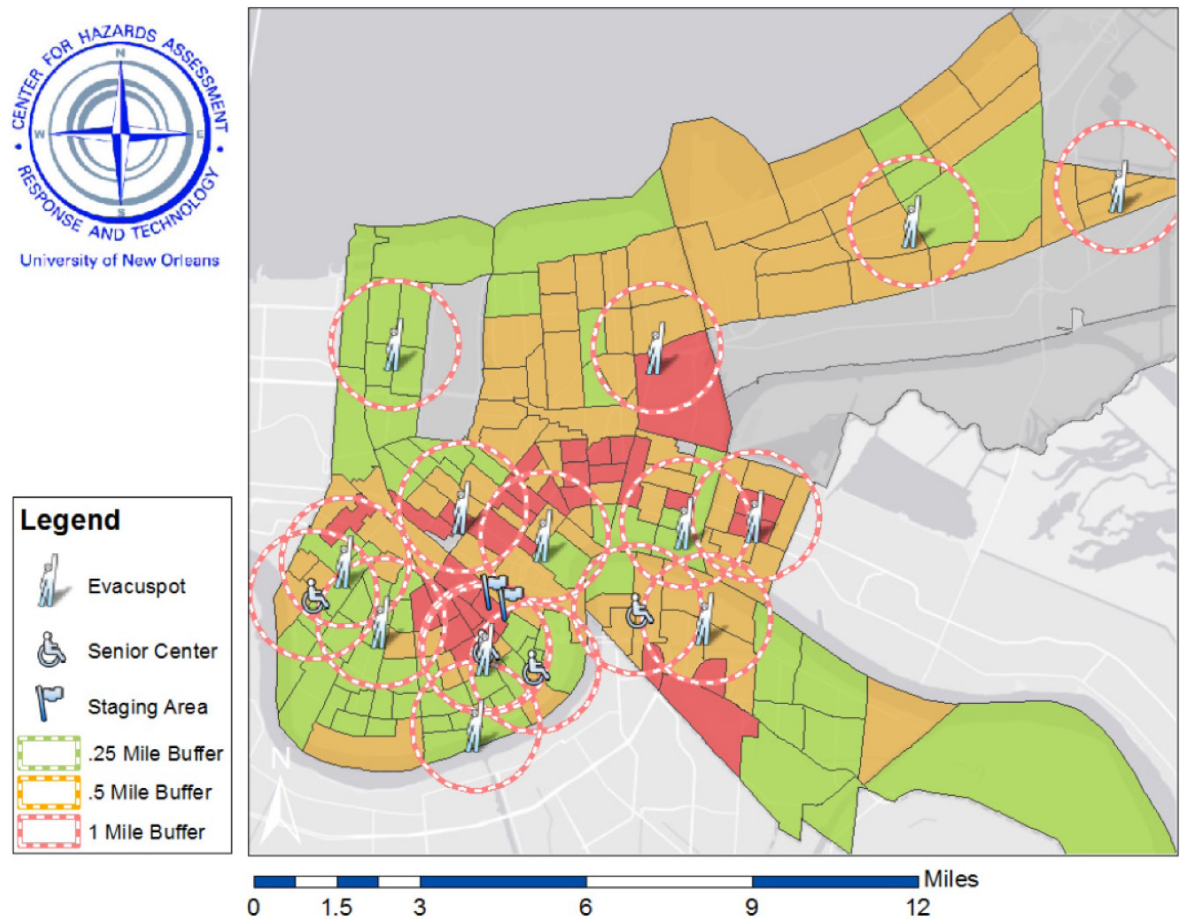 CENTER FOR HAZARDS ASSESSMENT
RESPONSE AND TECHNOLOGY
N
W
E
S
University of New Orleans
Legend
Evacuspot
Senior Center
Staging Area
.25 Mile Buffer
.5 Mile Buffer
1 Mile Buffer
N
Miles
0 1.5 3 6 9 12